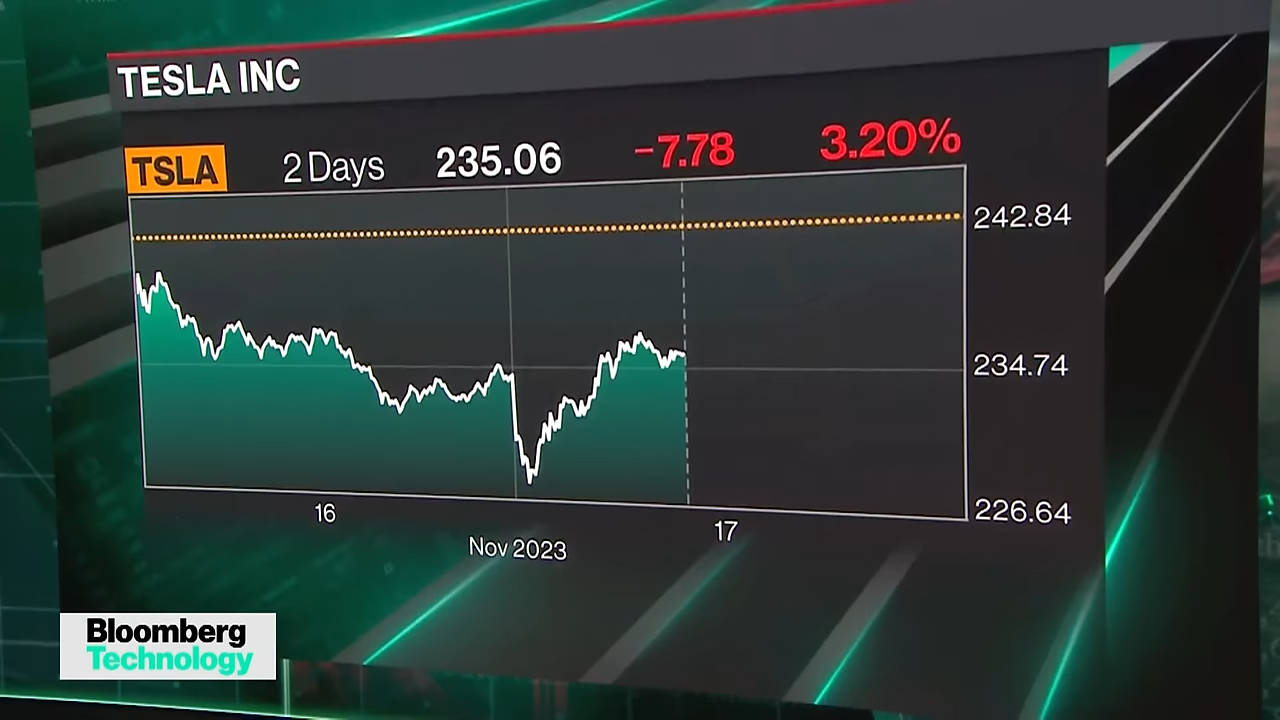 TESLA INC
TSLA 2 Days 235.06 -7.78 3.20%
242.84
234.74
226.64
16 17
Nov 2023
Bloomberg
Technology